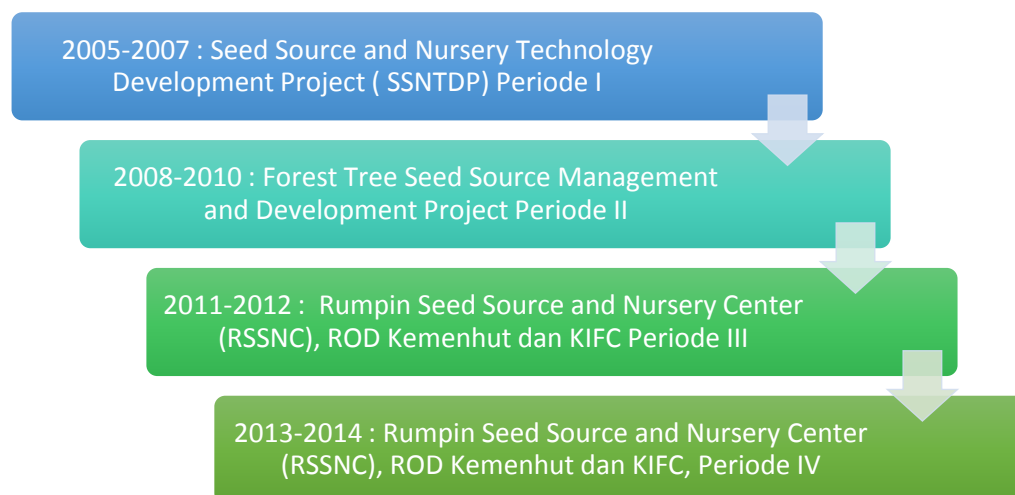 2005-2007 : Seed Source and Nursery Technology
Development Project ( SSNTDP) Periode I
2008-2010 : Forest Tree Seed Source Management
and Development Project Periode II
2011-2012 :  Rumpin Seed Source and Nursery Center
(RSSNC), ROD Kemenhut dan KIFC Periode III
2013-2014 : Rumpin Seed Source and Nursery Center
(RSSNC), ROD Kemenhut dan KIFC, Periode IV